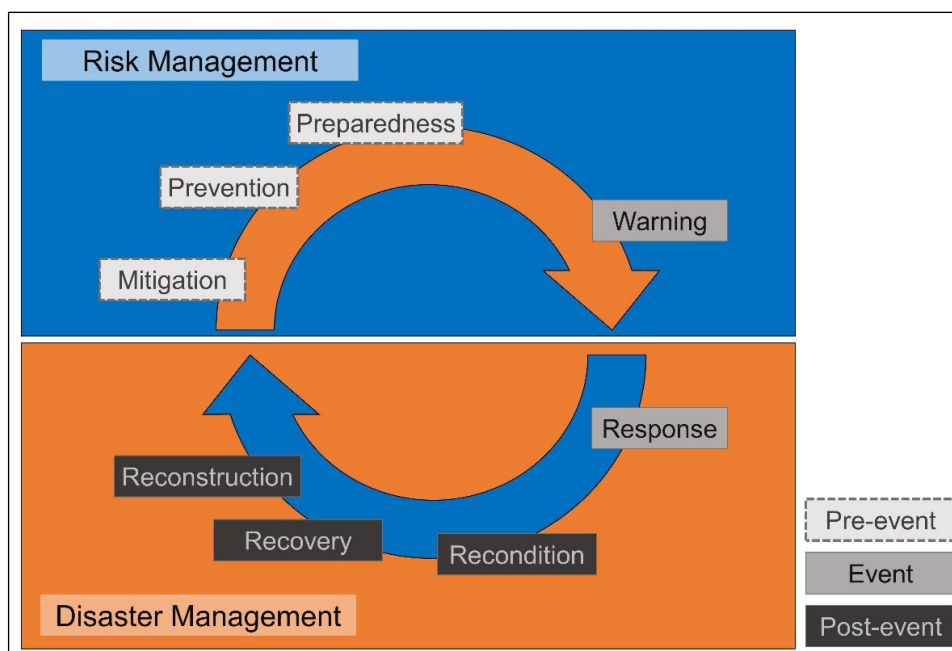 Risk Management
Preparedness
Prevention
Warning
Mitigation
Response
Reconstruction
Recovery
Recondition
Disaster Management
Pre-event
Event
Post-event